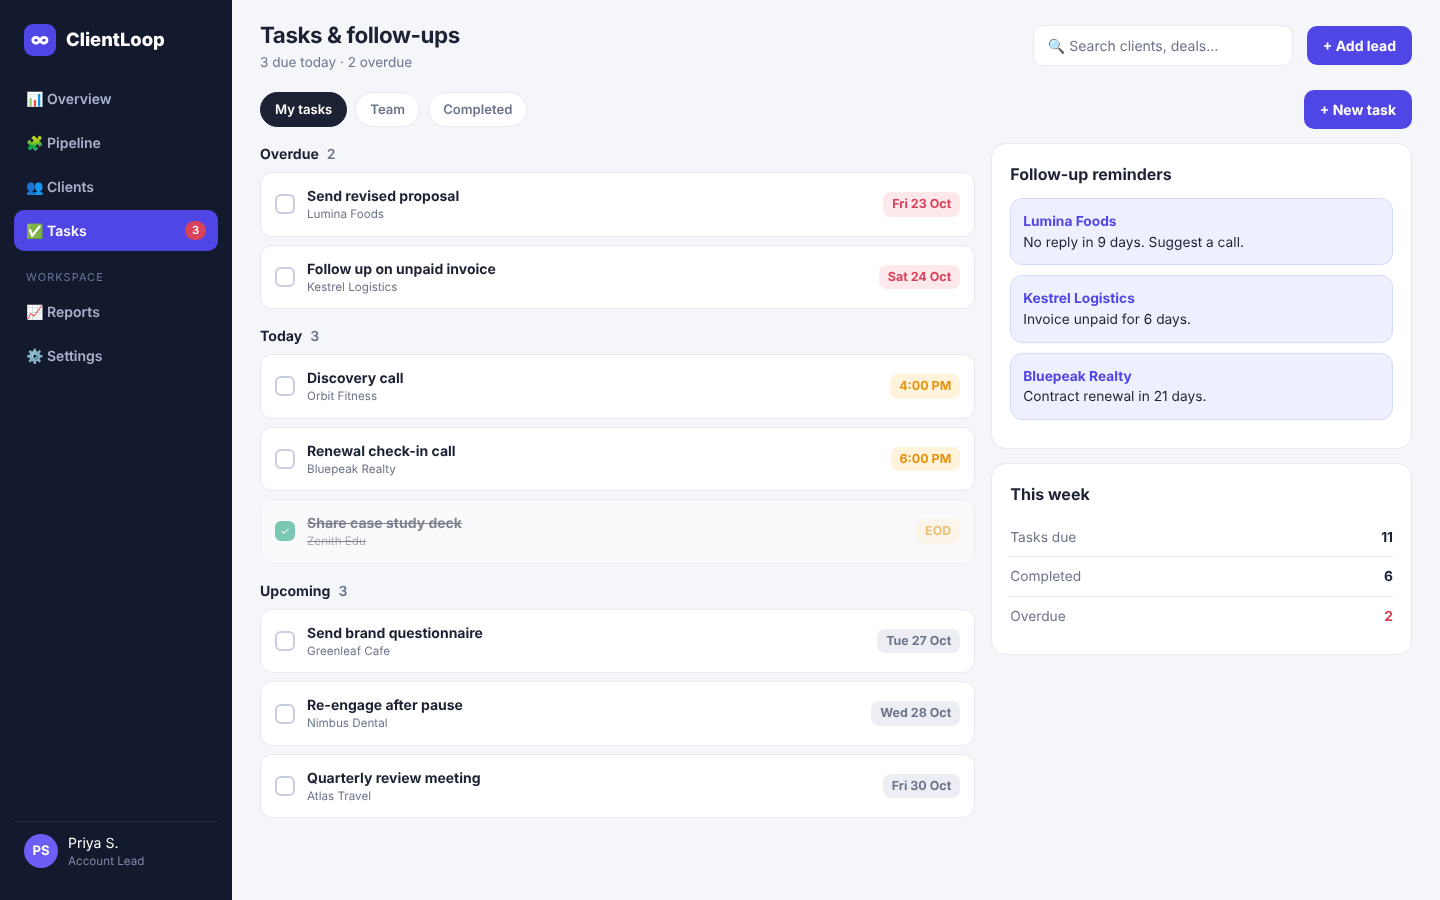 ClientLoop
Overview
Pipeline
Clients
Tasks 3
WORKSPACE
Reports
Settings
PS
Priya S.
Account Lead
Tasks & follow-ups
3 due today · 2 overdue
Search clients, deals...
+ Add lead
My tasks
Team
Completed
+ New task
Overdue 2
Send revised proposal
Lumina Foods
Fri 23 Oct
Follow up on unpaid invoice
Kestrel Logistics
Sat 24 Oct
Today 3
Discovery call
Orbit Fitness
4:00 PM
Renewal check-in call
Bluepeak Realty
6:00 PM
Share case study deck
Zenith Edu
EOD
Upcoming 3
Send brand questionnaire
Greenleaf Cafe
Tue 27 Oct
Re-engage after pause
Nimbus Dental
Wed 28 Oct
Quarterly review meeting
Atlas Travel
Fri 30 Oct
Follow-up reminders
Lumina Foods
No reply in 9 days. Suggest a call.
Kestrel Logistics
Invoice unpaid for 6 days.
Bluepeak Realty
Contract renewal in 21 days.
This week
Tasks due 11
Completed 6
Overdue 2